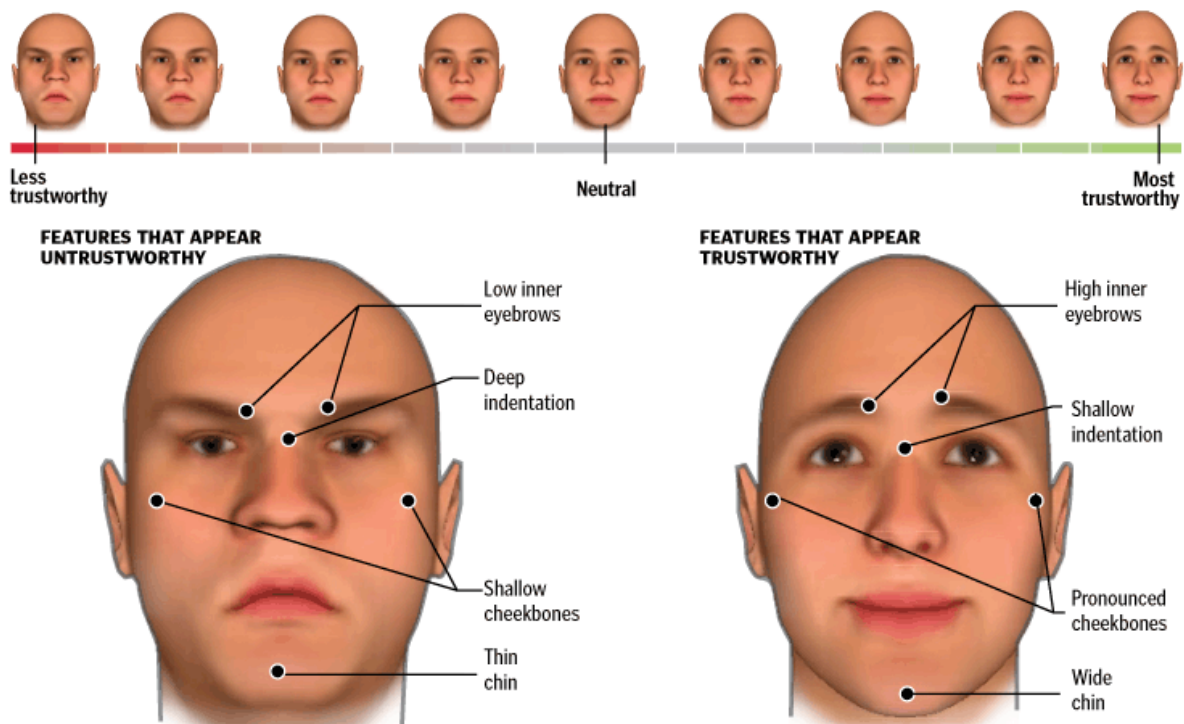 Less
trustworthy
Neutral
Most
trustworthy
FEATURES THAT APPEAR
UNTRUSTWORTHY
Low inner
eyebrows
Deep
indentation
Shallow
cheekbones
Thin
chin
FEATURES THAT APPEAR
TRUSTWORTHY
High inner
eyebrows
Shallow
indentation
Pronounced
cheekbones
Wide
chin